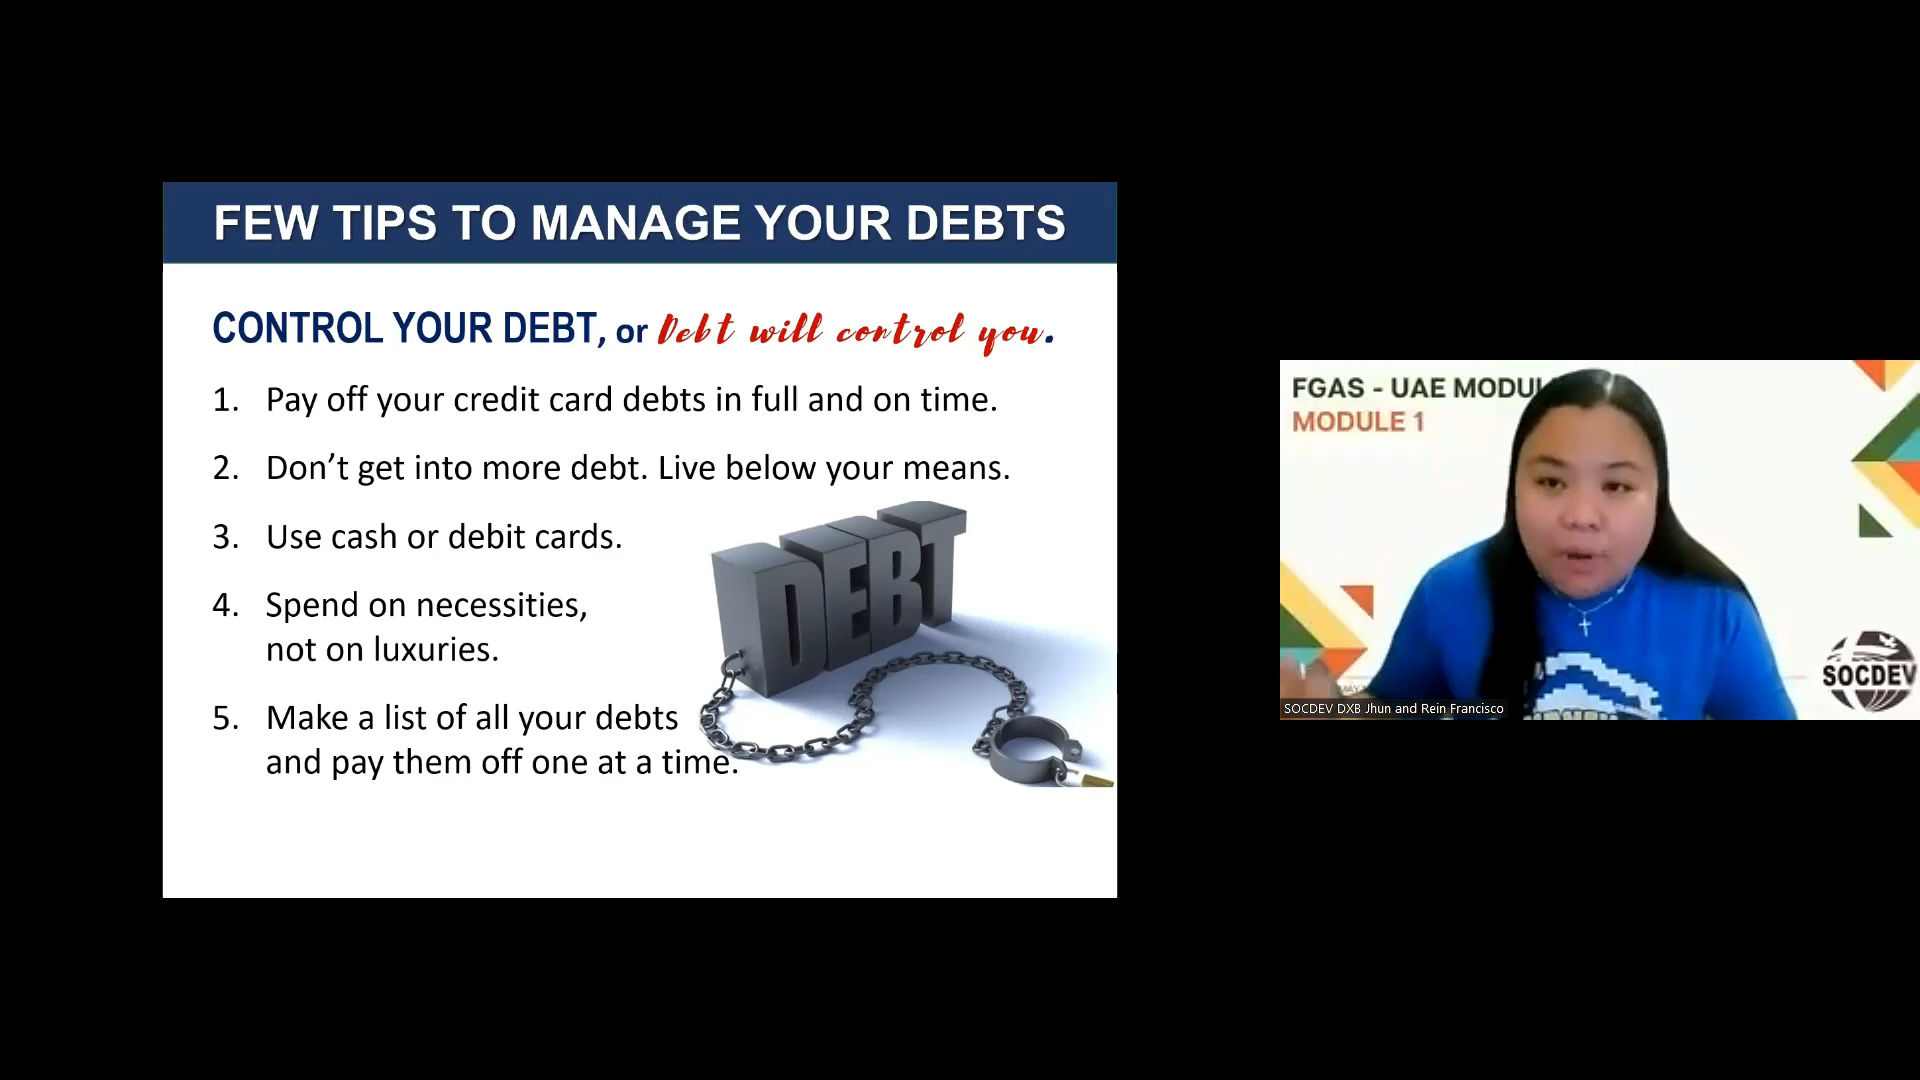 FEW TIPS TO MANAGE YOUR DEBTS
CONTROL YOUR DEBT, or Debt will control you.
1. Pay off your credit card debts in full and on time.
2. Don’t get into more debt. Live below your means.
3. Use cash or debit cards.
4. Spend on necessities,
not on luxuries.
5. Make a list of all your debts
and pay them off one at a time.
DEBT
FGAS - UAE
MODULE 1
SOCDEV
SOCDEV DXB Jhun and Rein Francisco